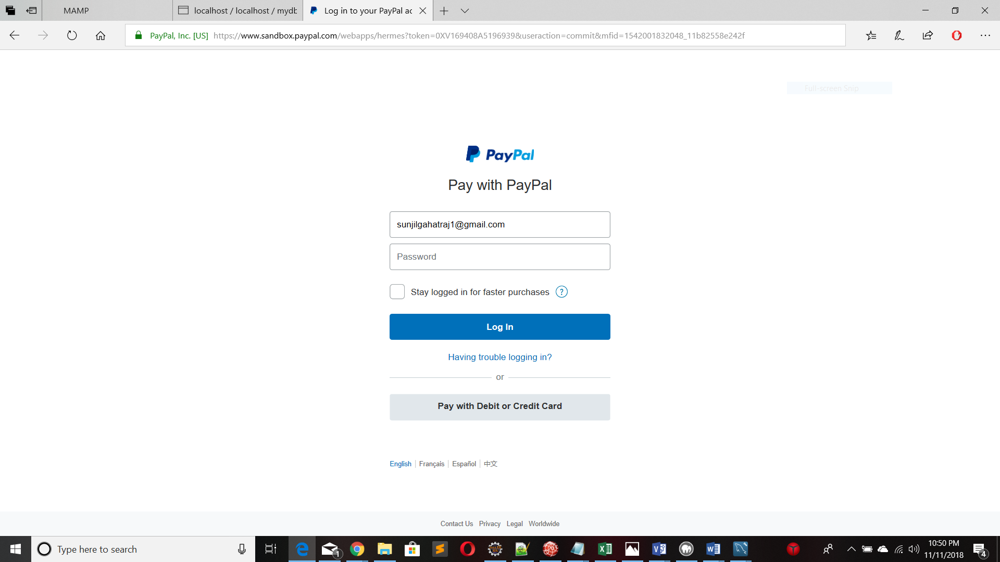 MAMP
localhost / localhost / mydb
Log in to your PayPal ac
PayPal, Inc. [US] https://www.sandbox.paypal.com/webapps/hermes?token=0XV169408A5196939&useraction=commit&mfid=1542001832048_11b82558e242f
Full-screen Snip
PayPal
Pay with PayPal
sunjilgahatraj1@gmail.com
Password
Stay logged in for faster purchases ?
Log In
Having trouble logging in?
or
Pay with Debit or Credit Card
English Français Español 中文
Contact Us Privacy Legal Worldwide
Type here to search
1
10:50 PM
11/11/2018
4